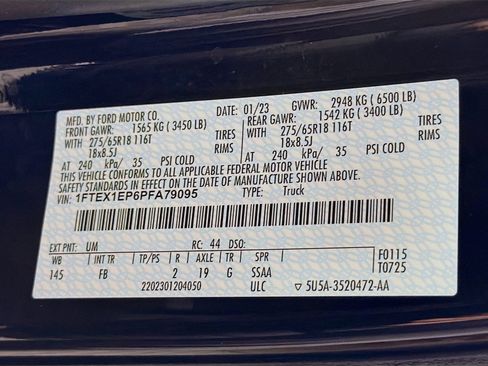 MFD. BY FORD MOTOR CO.
DATE: 01/23 GVWR: 2948 KG ( 6500 LB)
FRONT GAWR: 1565 KG ( 3450 LB) REAR GAWR: 1542 KG ( 3400 LB)
WITH 275/65R18 116T TIRES WITH 275/65R18 116T TIRES
18x8.5J RIMS 18x8.5J RIMS
AT 240 kPa/ 35 PSI COLD AT 240 kPa/ 35 PSI COLD
THIS VEHICLE CONFORMS TO ALL APPLICABLE FEDERAL MOTOR VEHICLE
SAFETY STANDARDS IN EFFECT ON THE DATE OF MANUFACTURE SHOWN ABOVE.
VIN: 1FTEX1EP6PFA79095 TYPE: Truck
EXT PNT: UM RC: 44 DSO:
WB INT TR TP/PS R AXLE TR SPR F0115
145 FB 2 19 G SSAA T0725
2202301204050 ULC ▽ 5U5A-3520472-AA